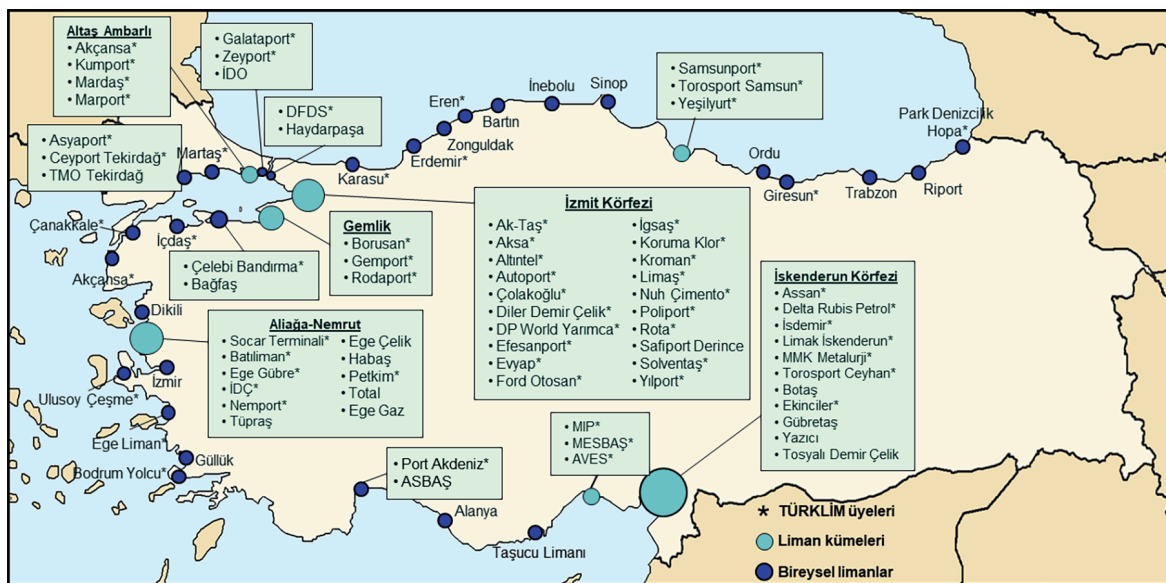 Altaş Ambarlı
• Akçansa*
• Kumport*
• Mardaş*
• Marport*
• Galataport*
• Zeyport*
• İDO
• DFDS*
• Haydarpaşa
• Asyaport*
• Ceyport Tekirdağ*
• TMO Tekirdağ
Martaş*
Karasu*
Erdemir*
Eren*
Zonguldak
Bartın
İnebolu
Sinop
• Samsunport*
• Torosport Samsun*
• Yeşilyurt*
Ordu
Giresun*
Trabzon
Riport
Park Denizcilik
Hopa*
Çanakkale*
İçdaş*
Akçansa*
• Çelebi Bandırma*
• Bağfaş
Gemlik
• Borusan*
• Gemport*
• Rodaport*
İzmit Körfezi
• Ak-Taş*
• Aksa*
• Altıntel*
• Autoport*
• Çolakoğlu*
• Diler Demir Çelik*
• DP World Yarımca*
• Efesanport*
• Evyap*
• Ford Otosan*
• İgsaş*
• Koruma Klor*
• Kroman*
• Limaş*
• Nuh Çimento*
• Poliport*
• Rota*
• Safiport Derince
• Solventaş*
• Yılport*
Dikili
Aliağa-Nemrut
• Socar Terminali*
• Batıliman*
• Ege Gübre*
• İDÇ*
• Nemport*
• Tüpraş
• Ege Çelik
• Habaş
• Petkim*
• Total
• Ege Gaz
İzmir
Ulusoy Çeşme*
Ege Liman*
Güllük
Bodrum Yolcu*
• Port Akdeniz*
• ASBAŞ
Alanya
Taşucu Limanı
• MIP*
• MESBAŞ*
• AVES*
İskenderun Körfezi
• Assan*
• Delta Rubis Petrol*
• İsdemir*
• Limak İskenderun*
• MMK Metalurji*
• Torosport Ceyhan*
• Botaş
• Ekinciler*
• Gübretaş
• Yazıcı
• Tosyalı Demir Çelik
* TÜRKLİM üyeleri
Liman kümeleri
Bireysel limanlar